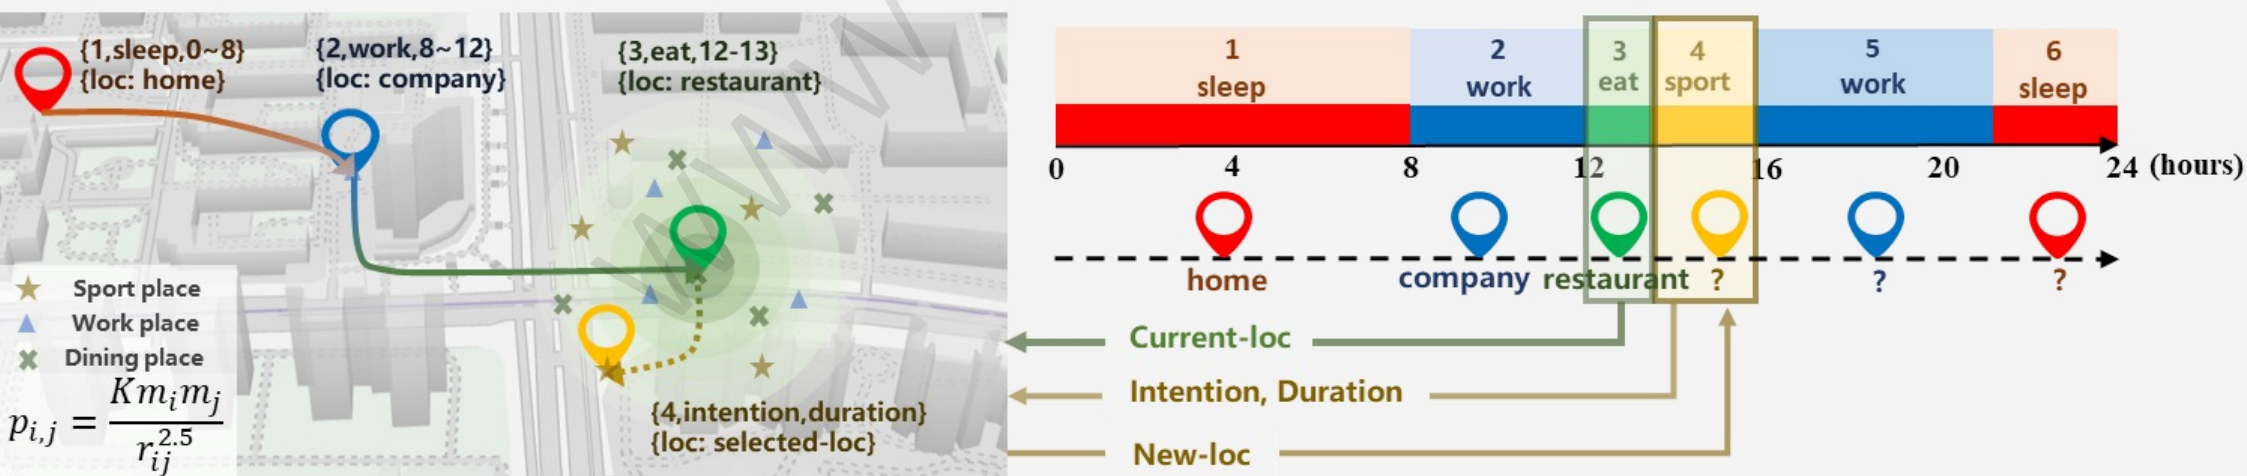 {1,sleep,0~8}
{loc: home}
{2,work,8~12}
{loc: company}
{3,eat,12-13}
{loc: restaurant}
Sport place
Work place
Dining place
p_{i,j} = \frac{Km_i m_j}{r_{ij}^{2.5}}
{4,intention,duration}
{loc: selected-loc}
1 2 3 4 5 6
sleep work eat sport work sleep
0 4 8 12 16 20 24 (hours)
home company restaurant ? ? ?
Current-loc
Intention, Duration
New-loc